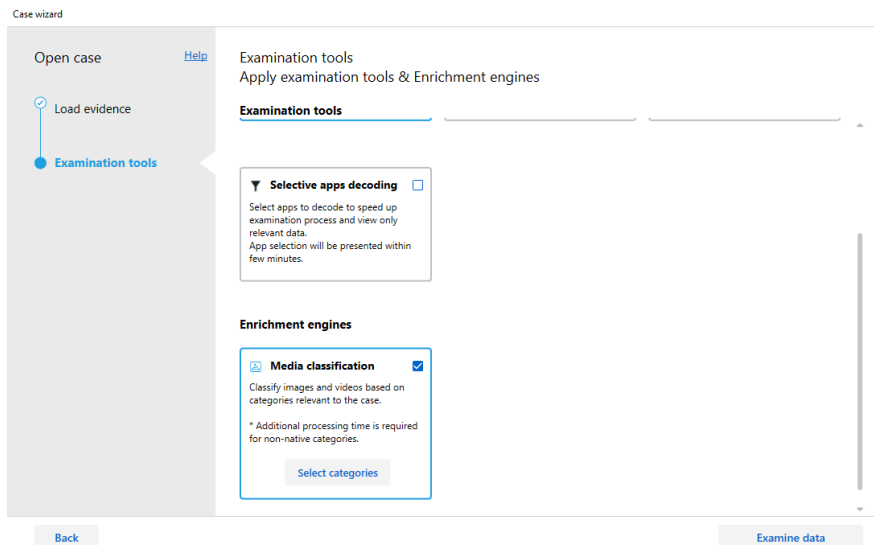 Case wizard
Open case
Help
Load evidence
Examination tools
Examination tools
Apply examination tools & Enrichment engines
Examination tools
Selective apps decoding
Select apps to decode to speed up
examination process and view only
relevant data.
App selection will be presented within
few minutes.
Enrichment engines
Media classification
Classify images and videos based on
categories relevant to the case.
* Additional processing time is required
for non-native categories.
Select categories
Back
Examine data